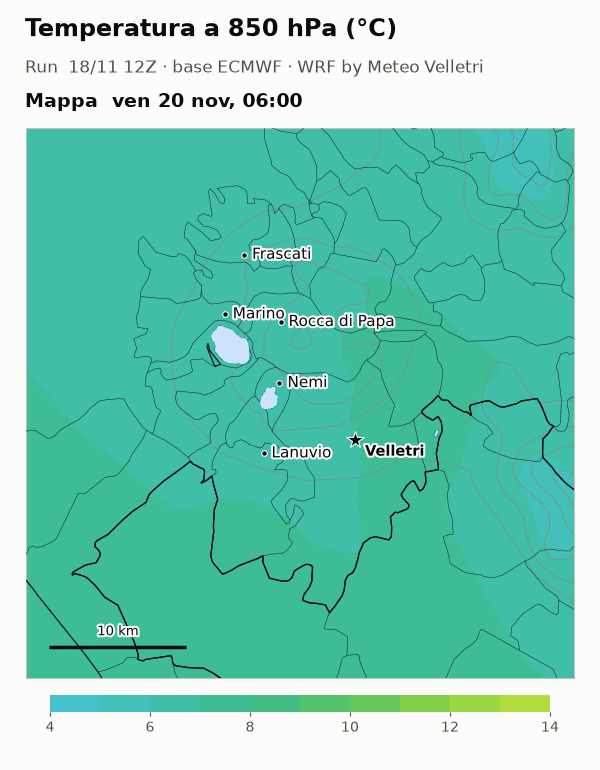 Temperatura a 850 hPa (°C)
Run  18/11 12Z · base ECMWF · WRF by Meteo Velletri
Mappa  ven 20 nov, 06:00
Frascati
Marino
Rocca di Papa
Nemi
Velletri
Lanuvio
10 km
4 6 8 10 12 14